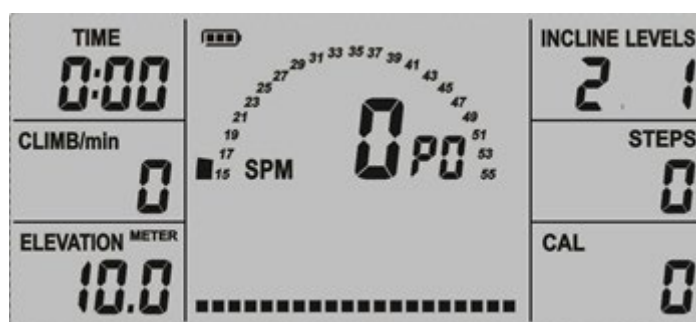 TIME
0:00
CLIMB/min
0
ELEVATION METER
10.0
15 17 19 21 23 25 27 29 31 33 35 37 39 41 43 45 47 49 51 53 55
SPM
0 P0
INCLINE LEVELS
2 1
STEPS
0
CAL
0